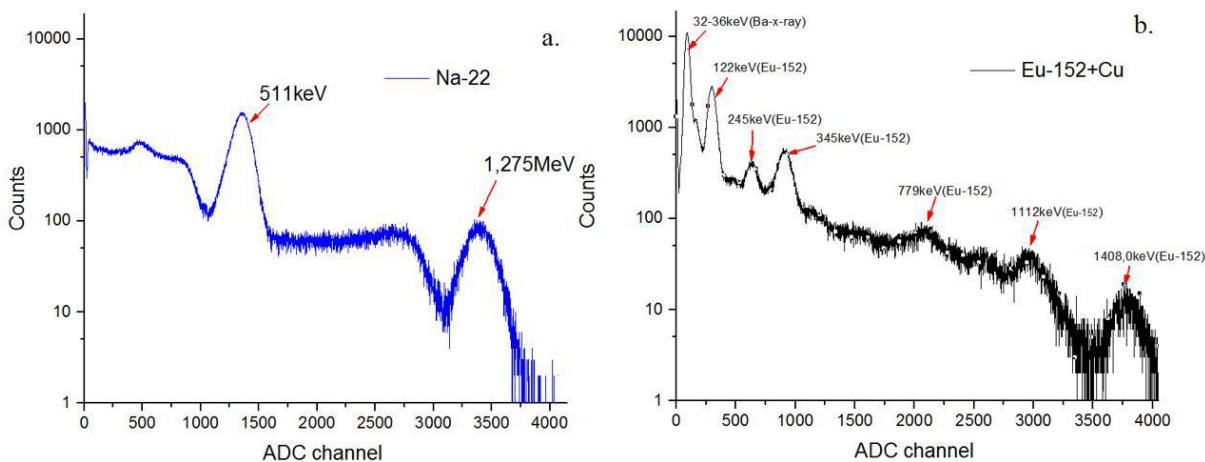 a.
Na-22
511keV
1,275MeV
10000
1000
100
10
1
Counts
0 500 1000 1500 2000 2500 3000 3500 4000
ADC channel
b.
32-36keV(Ba-x-ray)
Eu-152+Cu
122keV(Eu-152)
245keV(Eu-152)
345keV(Eu-152)
779keV(Eu-152)
1112keV(Eu-152)
1408,0keV(Eu-152)
10000
1000
100
10
1
Counts
0 500 1000 1500 2000 2500 3000 3500 4000
ADC channel